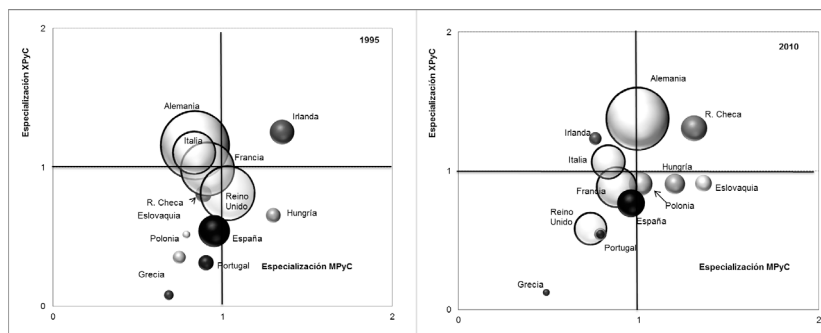 2
1995
Especialización XPyC
Alemania
Irlanda
Italia
Francia
1
R. Checa
Eslovaquia
Reino
Unido
Hungría
Polonia
España
Grecia
Portugal
Especialización MPyC
0
0
1
2
2
2010
Especialización XPyC
Alemania
R. Checa
Irlanda
Italia
1
Hungría
Francia
Eslovaquia
Polonia
Reino
Unido
España
Portugal
Especialización MPyC
Grecia
0
0
1
2